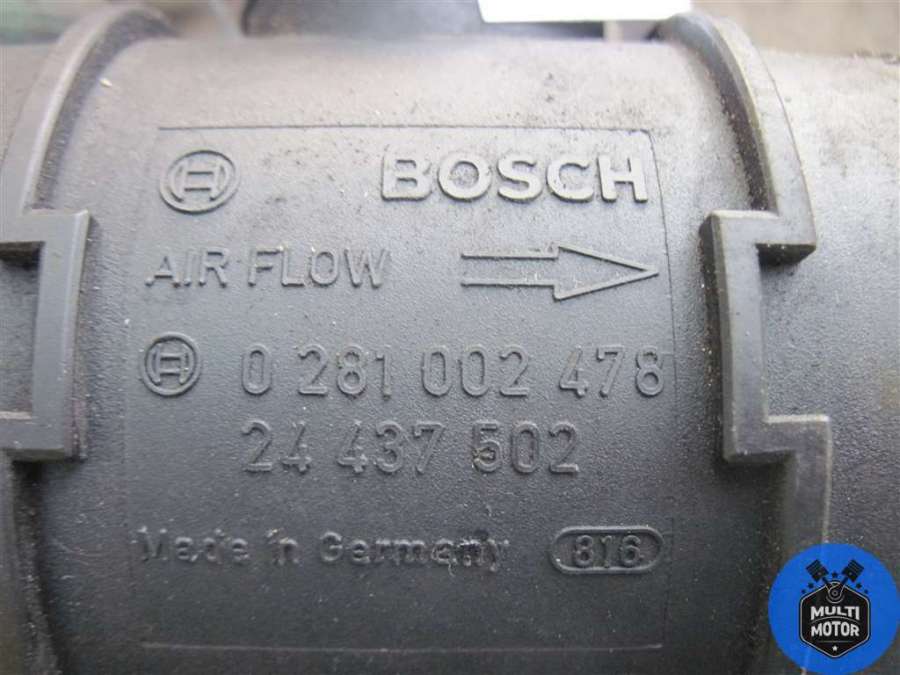 BOSCH
AIR FLOW
0 281 002 478
24 437 502
Made in Germany 816
MULTI
MOTOR